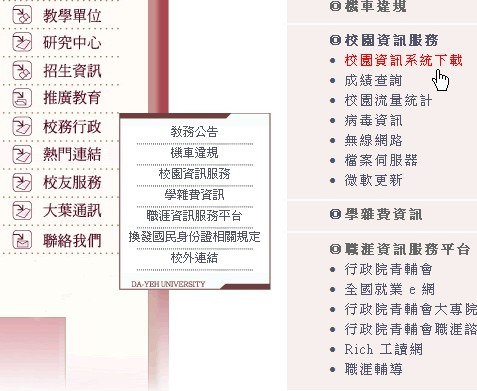 教學單位
研究中心
招生資訊
推廣教育
校務行政
熱門連結
校友服務
大葉通訊
聯絡我們
教務公告
機車違規
校園資訊服務
學雜費資訊
職涯資訊服務平台
換發國民身份證相關規定
校外連結
DA-YEH UNIVERSITY
機車違規
校園資訊服務
校園資訊系統下載
成績查詢
校園流量統計
病毒資訊
無線網路
檔案伺服器
微軟更新
學雜費資訊
職涯資訊服務平台
行政院青輔會
全國就業 e 網
行政院青輔會大專院
行政院青輔會職涯諮
Rich 工讀網
職涯輔導